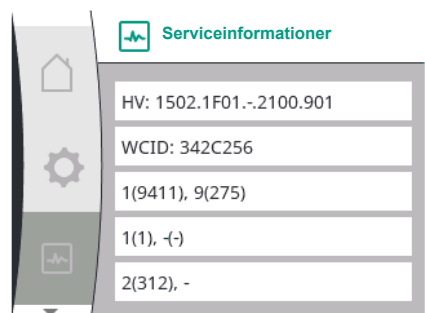 Serviceinformationer
HV: 1502.1F01.-.2100.901
WCID: 342C256
1(9411), 9(275)
1(1), -(-)
2(312), -